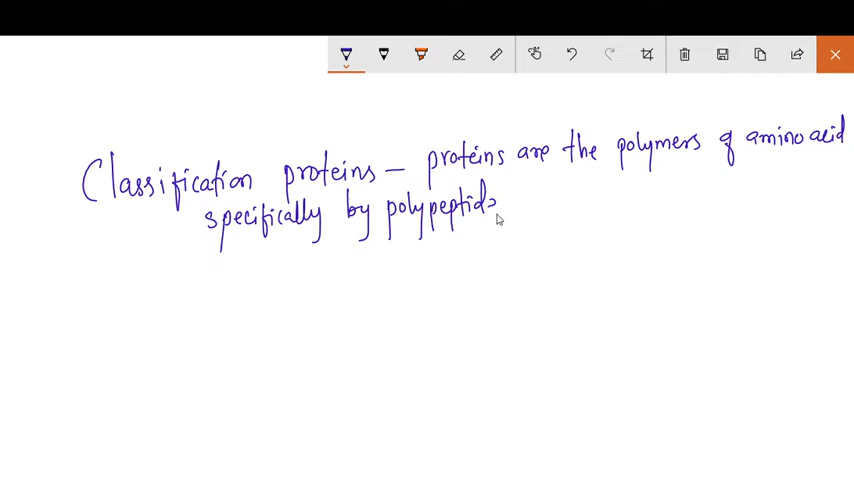 Classification proteins – proteins are the polymers of amino acid
specifically by polypeptide